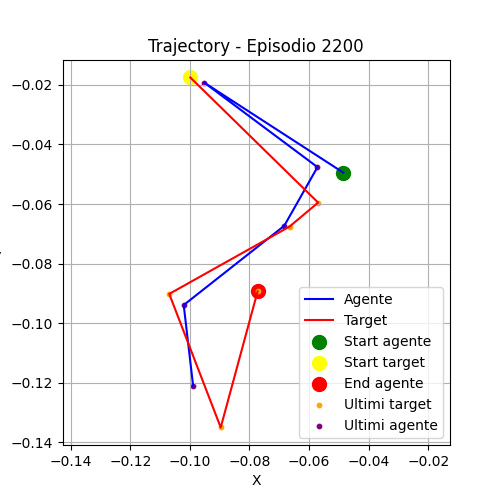 Trajectory - Episodio 2200
−0.02
−0.04
−0.06
−0.08
−0.10
−0.12
−0.14
Agente
Target
Start agente
Start target
End agente
Ultimi target
Ultimi agente
−0.14 −0.12 −0.10 −0.08 −0.06 −0.04 −0.02
X